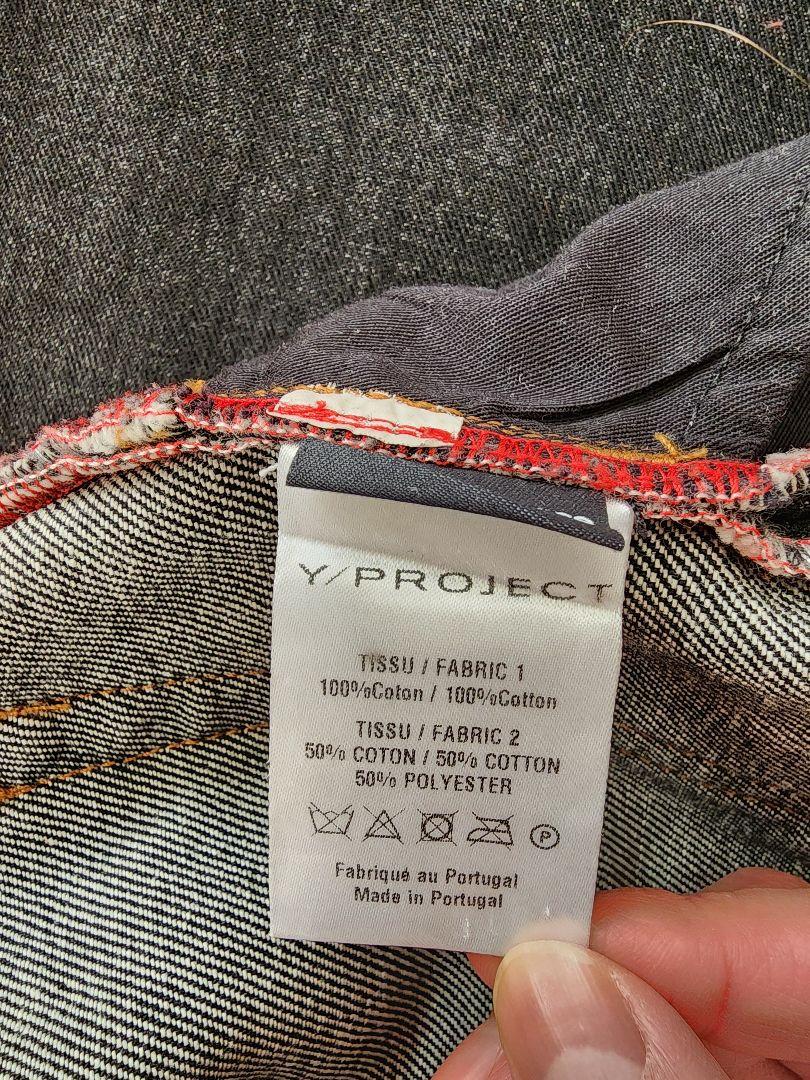 Y/PROJECT
TISSU / FABRIC 1
100%Coton / 100%Cotton
TISSU / FABRIC 2
50% COTON / 50% COTTON
50% POLYESTER
P
Fabriqué au Portugal
Made in Portugal